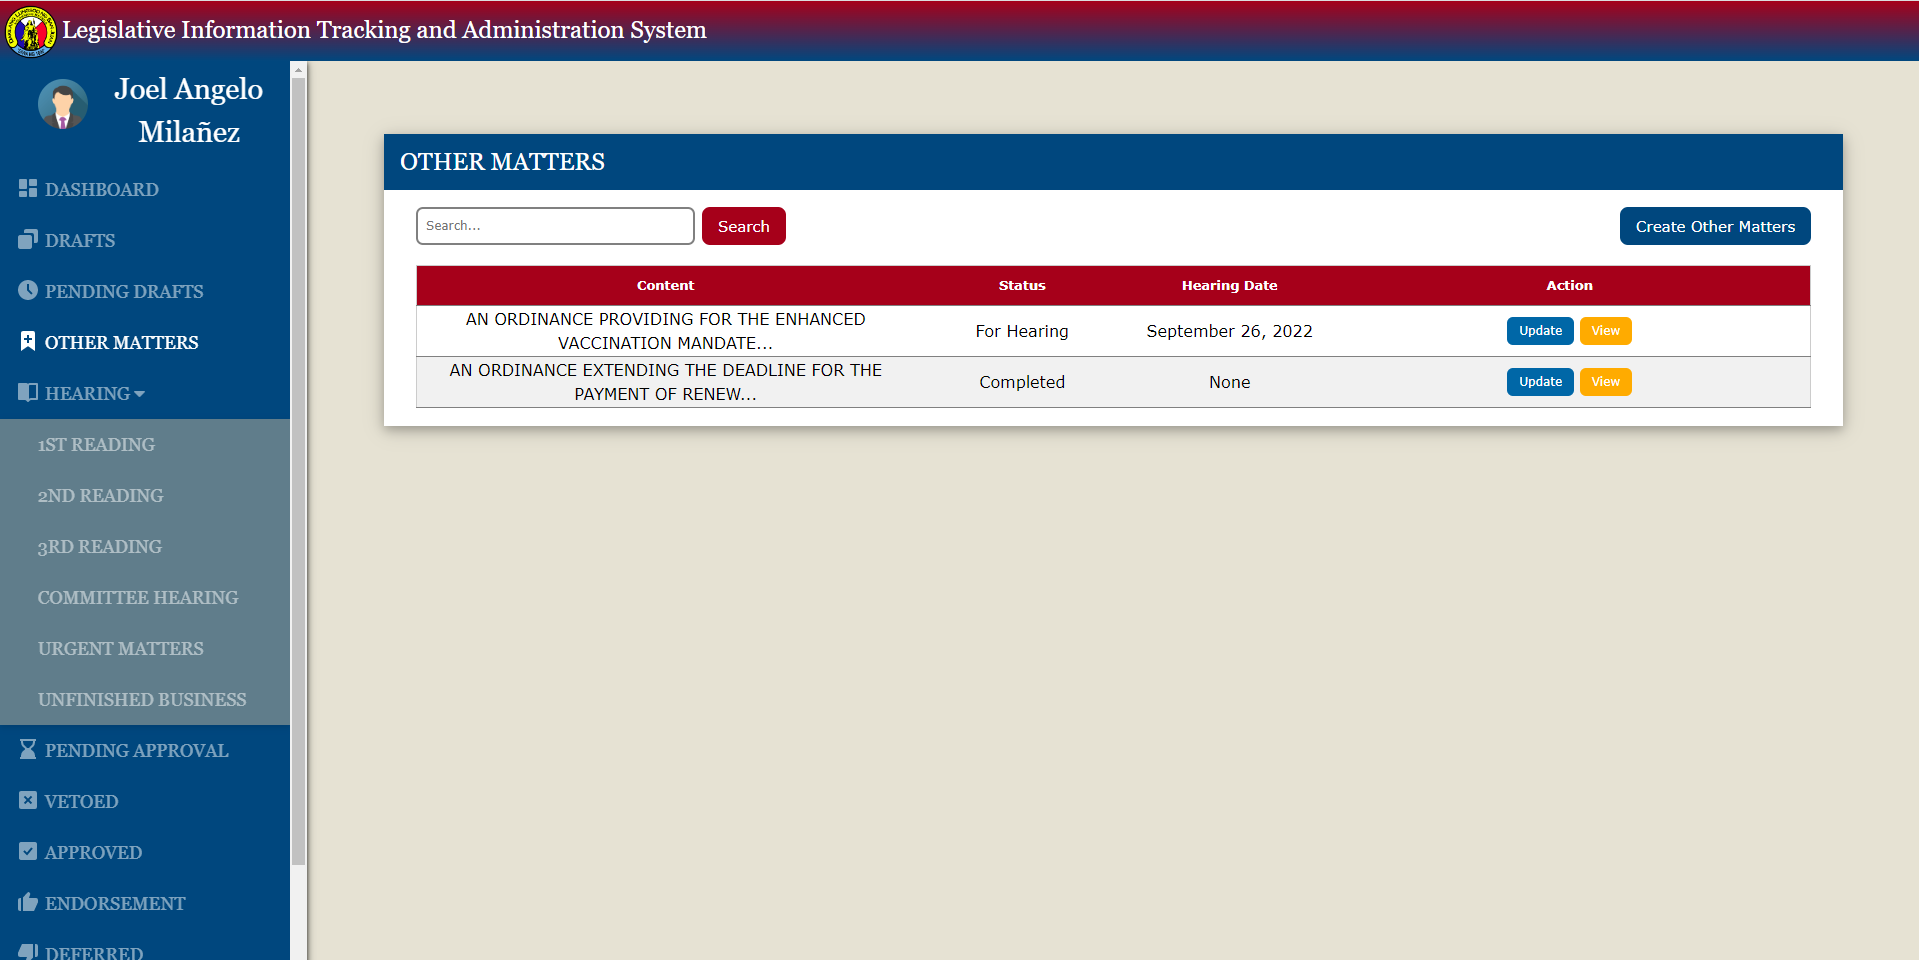 Legislative Information Tracking and Administration System
Joel Angelo
Milañez
DASHBOARD
DRAFTS
PENDING DRAFTS
OTHER MATTERS
HEARING
1ST READING
2ND READING
3RD READING
COMMITTEE HEARING
URGENT MATTERS
UNFINISHED BUSINESS
PENDING APPROVAL
VETOED
APPROVED
ENDORSEMENT
DEFERRED
OTHER MATTERS
Search...
Search
Create Other Matters
Content Status Hearing Date Action
AN ORDINANCE PROVIDING FOR THE ENHANCED
VACCINATION MANDATE...
For Hearing September 26, 2022 Update View
AN ORDINANCE EXTENDING THE DEADLINE FOR THE
PAYMENT OF RENEW...
Completed None Update View